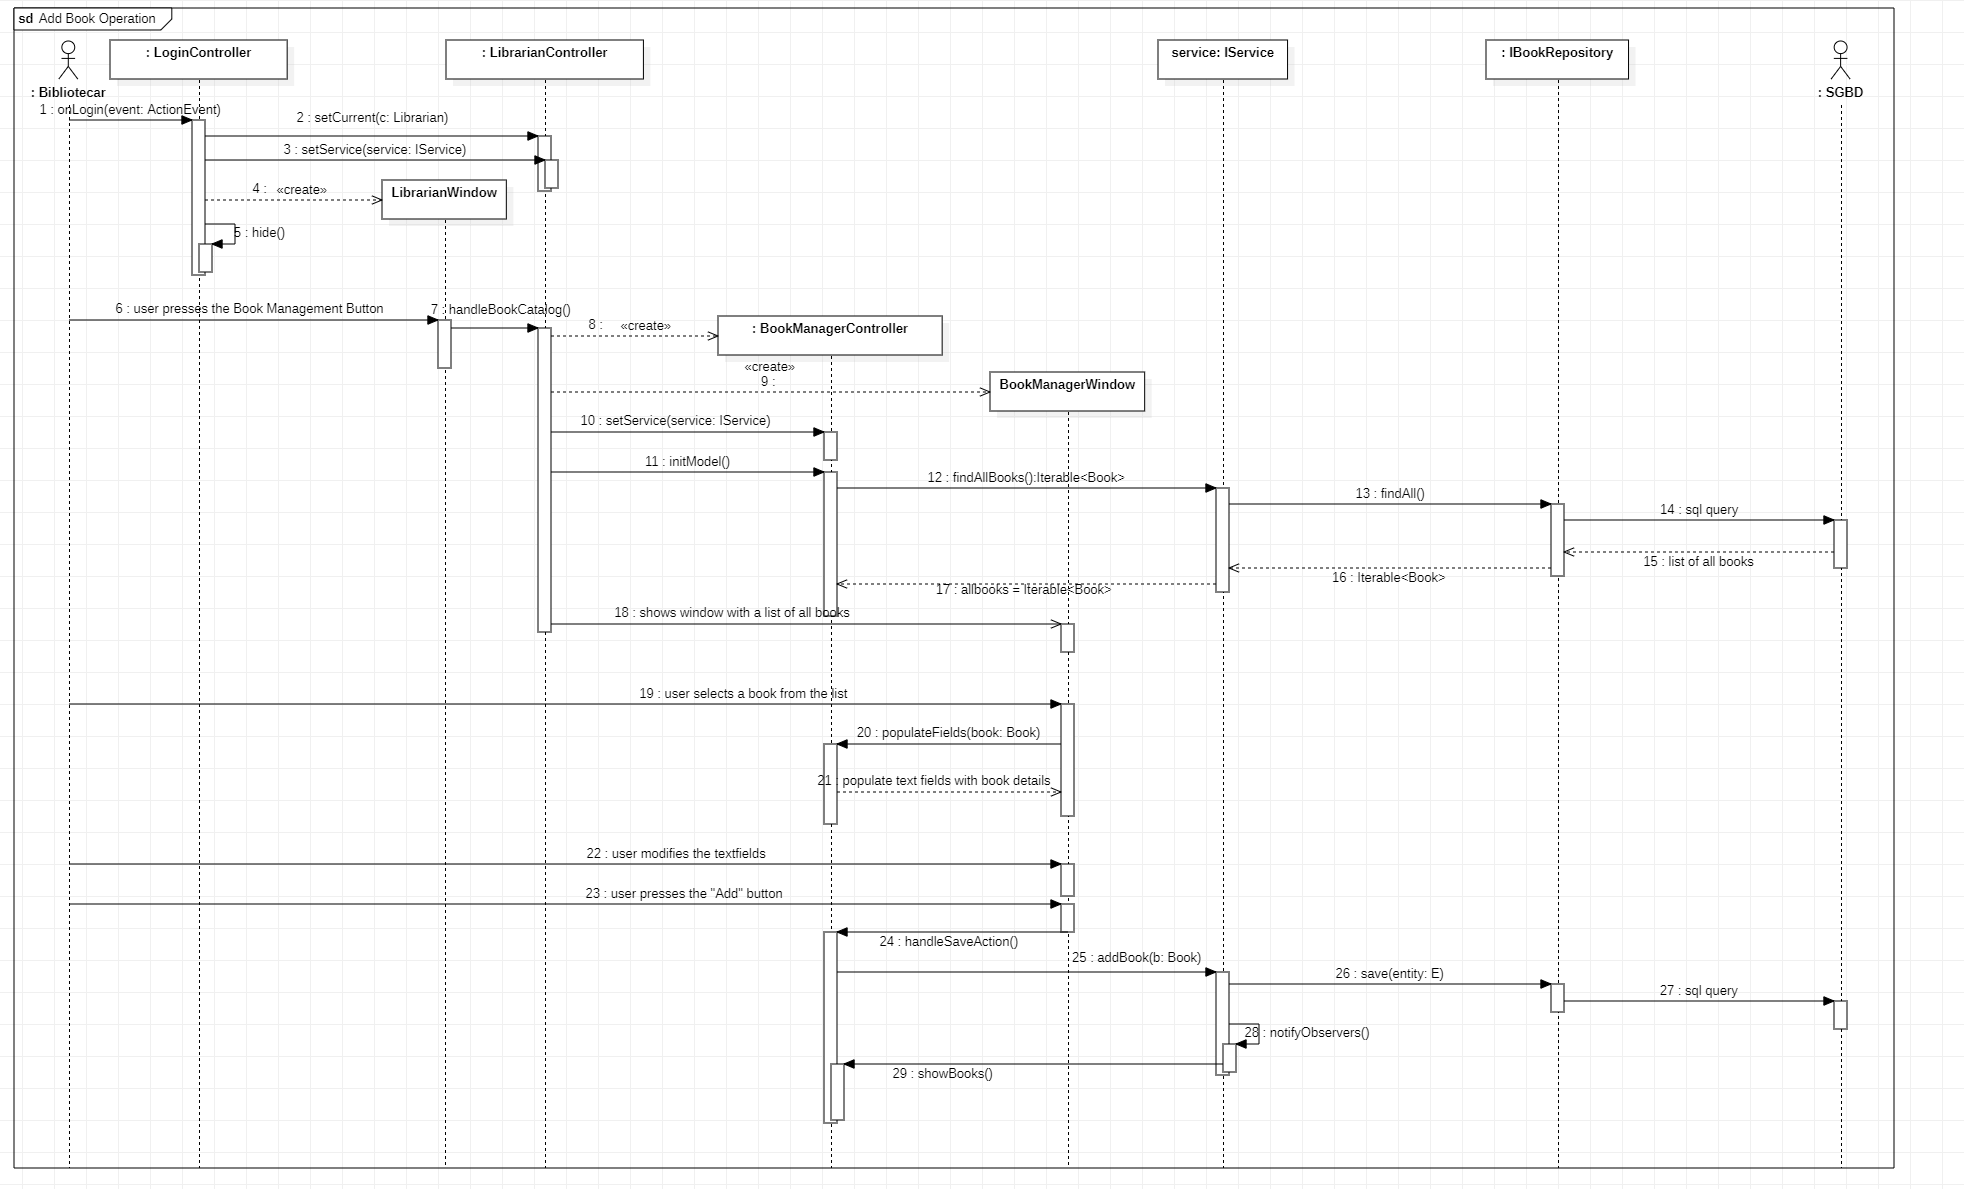 sd Add Book Operation
: LoginController
: LibrarianController
service: IService
: IBookRepository
: Bibliotecar
: SGBD
1 : onLogin(event: ActionEvent)
2 : setCurrent(c: Librarian)
3 : setService(service: IService)
4 : «create»
LibrarianWindow
5 : hide()
6 : user presses the Book Management Button
7 : handleBookCatalog()
8 : «create»
: BookManagerController
«create»
9 :
BookManagerWindow
10 : setService(service: IService)
11 : initModel()
12 : findAllBooks():Iterable<Book>
13 : findAll()
14 : sql query
15 : list of all books
16 : Iterable<Book>
17 : allbooks = Iterable<Book>
18 : shows window with a list of all books
19 : user selects a book from the list
20 : populateFields(book: Book)
21 : populate text fields with book details
22 : user modifies the textfields
23 : user presses the "Add" button
24 : handleSaveAction()
25 : addBook(b: Book)
26 : save(entity: E)
27 : sql query
28 : notifyObservers()
29 : showBooks()